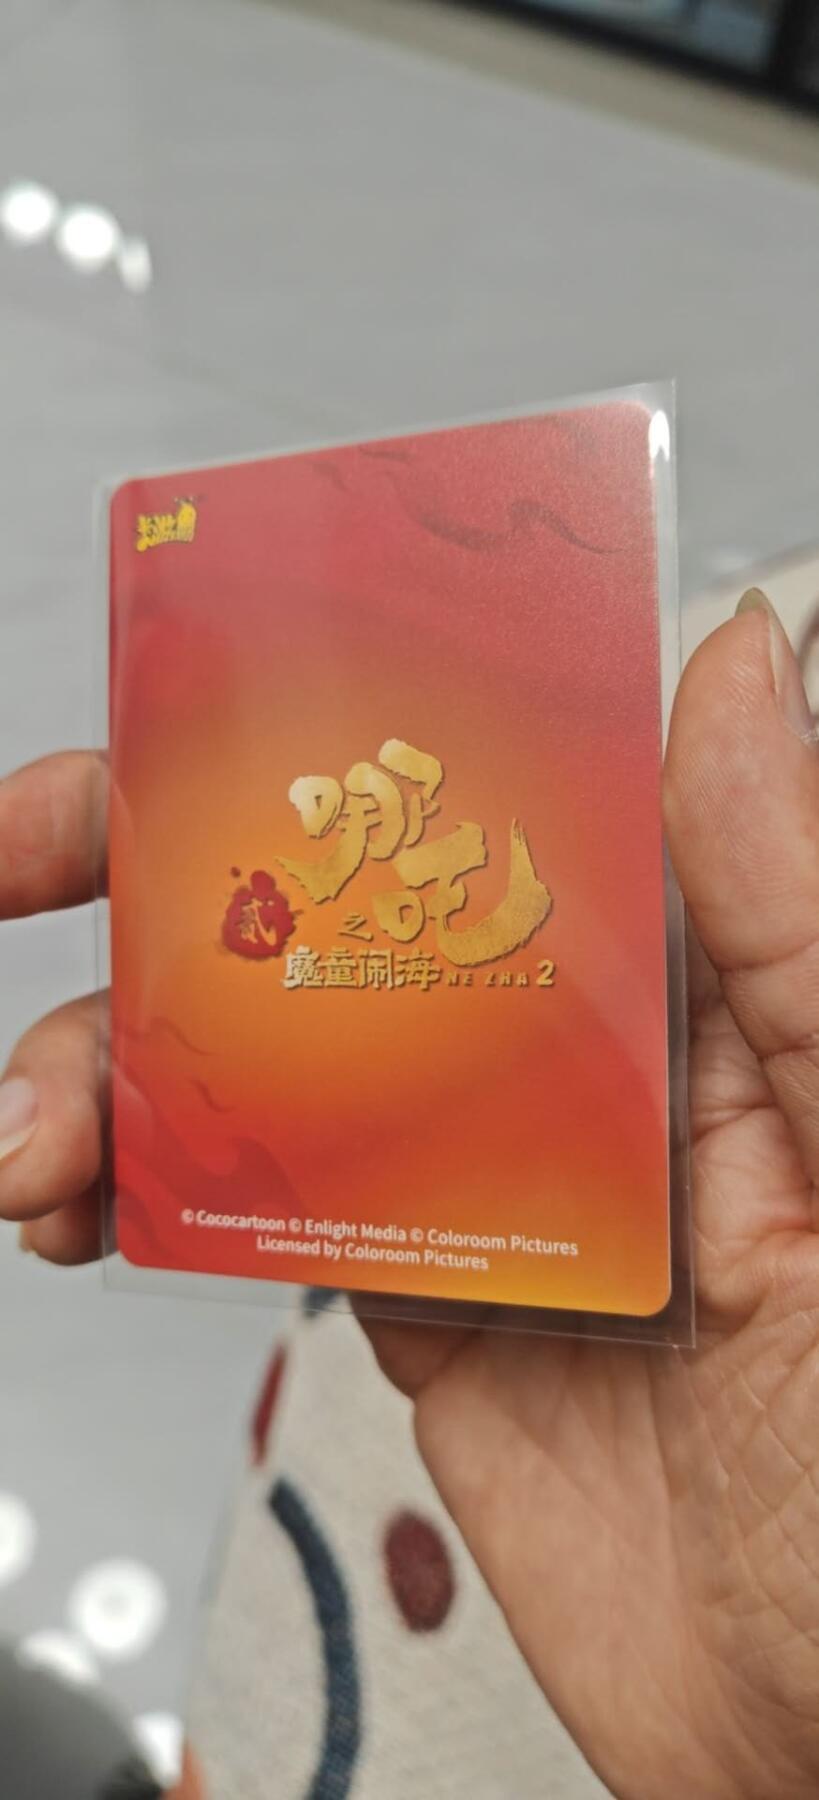 卡游
哪吒
贰
之
魔童闹海 NE ZHA 2
© Cococartoon © Enlight Media © Coloroom Pictures
Licensed by Coloroom Pictures